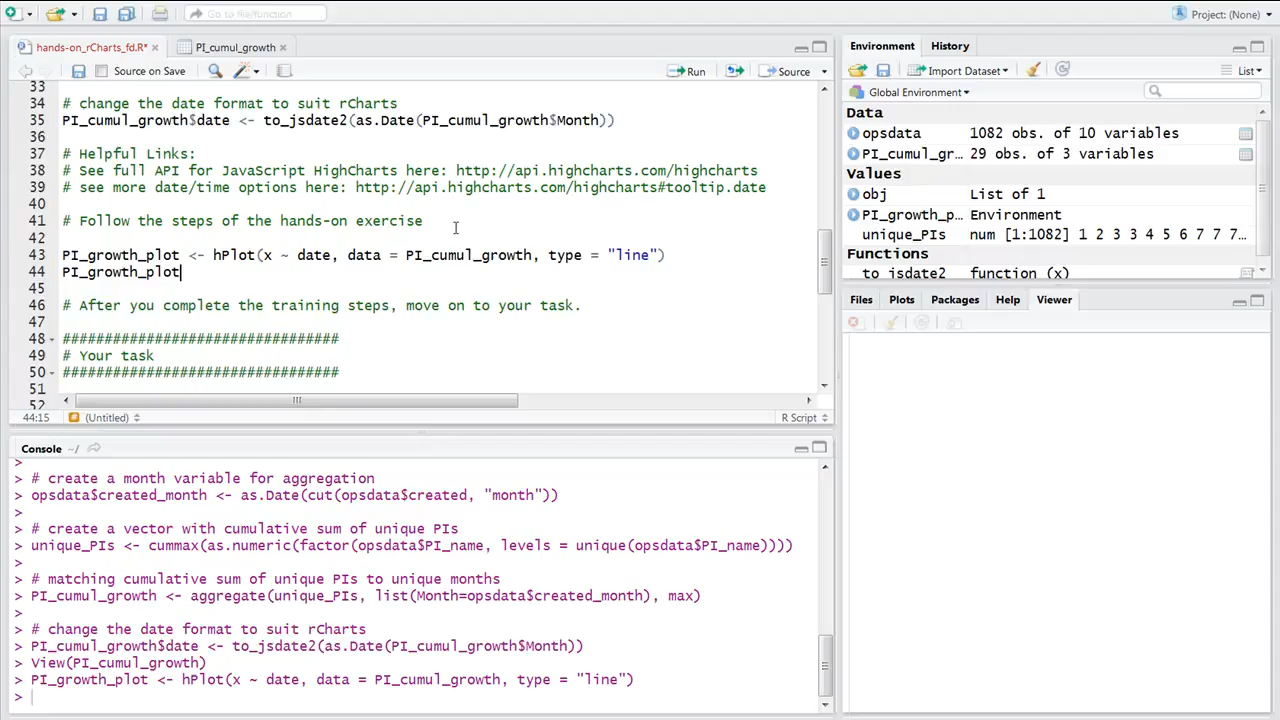 Go to file/function
Project: (None)
hands-on_rCharts_fd.R*
PI_cumul_growth
Source on Save
Run
Source
33
34 # change the date format to suit rCharts
35 PI_cumul_growth$date <- to_jsdate2(as.Date(PI_cumul_growth$Month))
36
37 # Helpful Links:
38 # See full API for JavaScript HighCharts here: http://api.highcharts.com/highcharts
39 # see more date/time options here: http://api.highcharts.com/highcharts#tooltip.date
40
41 # Follow the steps of the hands-on exercise
42
43 PI_growth_plot <- hPlot(x ~ date, data = PI_cumul_growth, type = "line")
44 PI_growth_plot
45
46 # After you complete the training steps, move on to your task.
47
48 #################################
49 # Your task
50 #################################
51
52
44:15 (Untitled) R Script
Console ~/
>
> # create a month variable for aggregation
> opsdata$created_month <- as.Date(cut(opsdata$created, "month"))
>
> # create a vector with cumulative sum of unique PIs
> unique_PIs <- cummax(as.numeric(factor(opsdata$PI_name, levels = unique(opsdata$PI_name))))
>
> # matching cumulative sum of unique PIs to unique months
> PI_cumul_growth <- aggregate(unique_PIs, list(Month=opsdata$created_month), max)
>
> # change the date format to suit rCharts
> PI_cumul_growth$date <- to_jsdate2(as.Date(PI_cumul_growth$Month))
> View(PI_cumul_growth)
> PI_growth_plot <- hPlot(x ~ date, data = PI_cumul_growth, type = "line")
>
Environment History
Import Dataset
List
Global Environment
Data
opsdata 1082 obs. of 10 variables
PI_cumul_gr… 29 obs. of 3 variables
Values
obj List of 1
PI_growth_p… Environment
unique_PIs num [1:1082] 1 2 3 3 4 5 6 7 7 7…
Functions
to_jsdate2 function (x)
Files Plots Packages Help Viewer